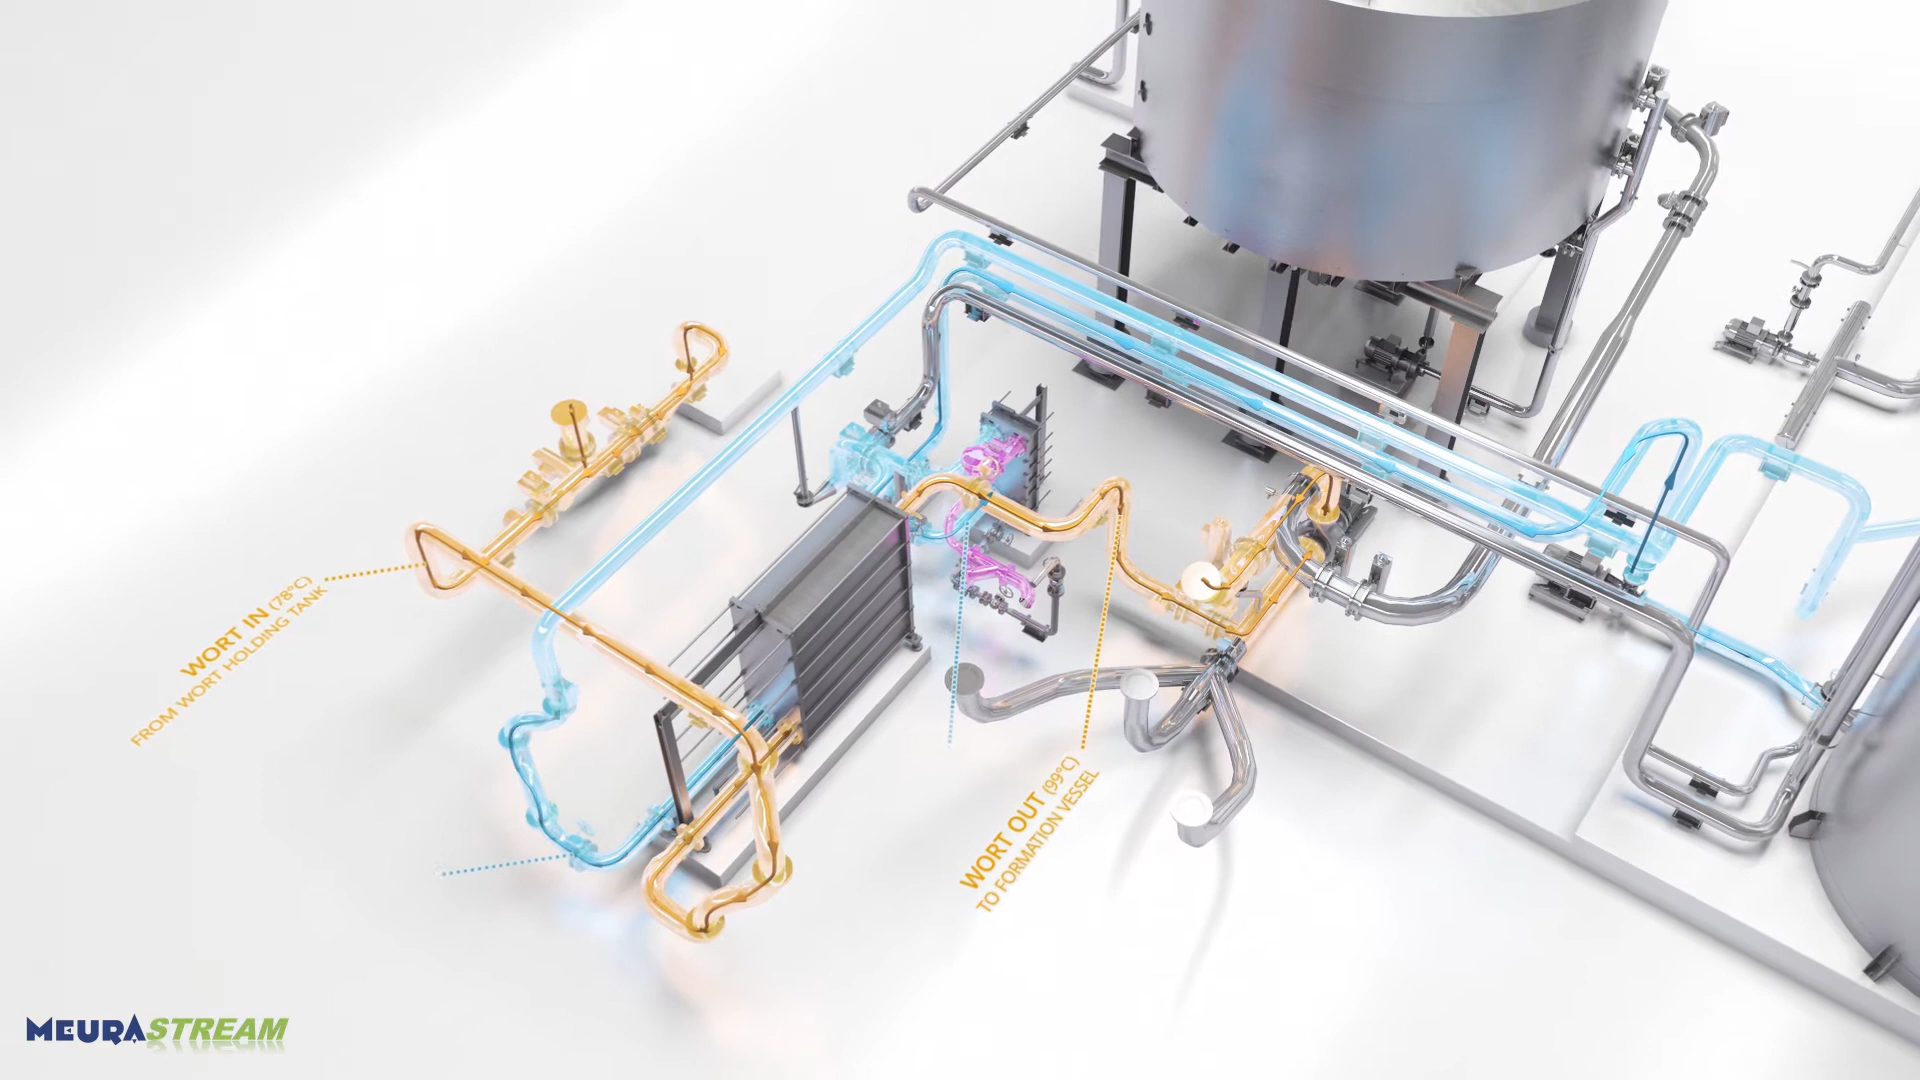 WORT IN (78°C)
FROM WORT HOLDING TANK
WORT OUT (99°C)
TO FORMATION VESSEL
MEURASTREAM